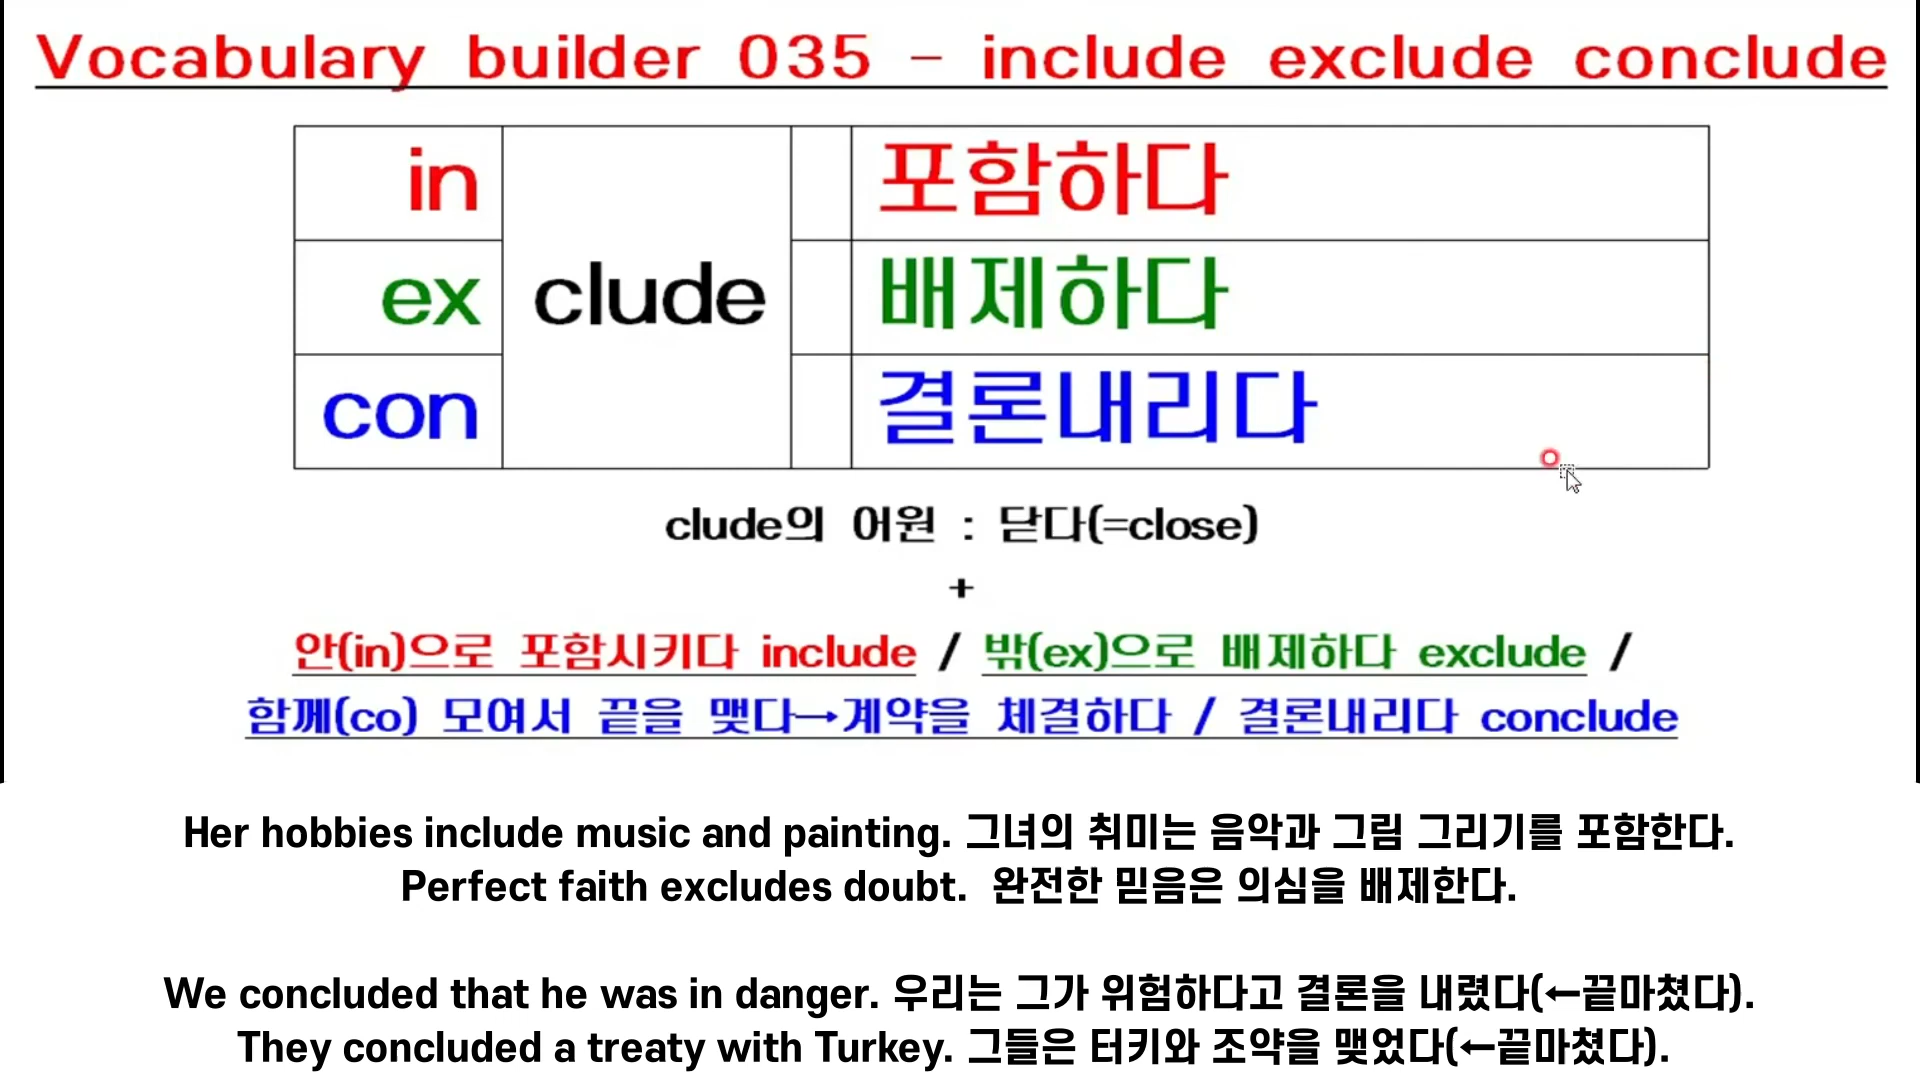 Vocabulary builder 035 - include exclude conclude
in 포함하다
ex clude 배제하다
con 결론내리다
clude의 어원 : 닫다(=close)
+
안(in)으로 포함시키다 include / 밖(ex)으로 배제하다 exclude /
함께(co) 모여서 끝을 맺다→계약을 체결하다 / 결론내리다 conclude
Her hobbies include music and painting. 그녀의 취미는 음악과 그림 그리기를 포함한다.
Perfect faith excludes doubt. 완전한 믿음은 의심을 배제한다.
We concluded that he was in danger. 우리는 그가 위험하다고 결론을 내렸다(←끝마쳤다).
They concluded a treaty with Turkey. 그들은 터키와 조약을 맺었다(←끝마쳤다).